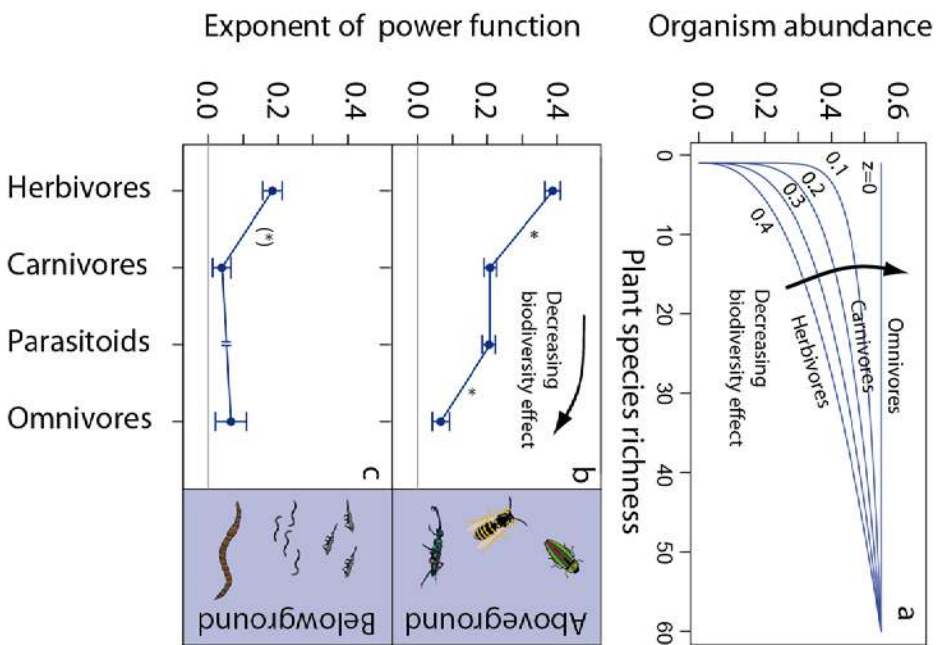 Organism abundance
0.0
0.2
0.4
0.6
0
10
20
30
40
50
60
Plant species richness
a
z=0
0.1
0.2
0.3
0.4
Omnivores
Carnivores
Herbivores
Decreasing
biodiversity effect
Exponent of power function
0.0
0.2
0.4
b
*
*
Decreasing
biodiversity effect
Aboveground
0.0
0.2
0.4
c
(*)
Belowground
Herbivores
Carnivores
Parasitoids
Omnivores